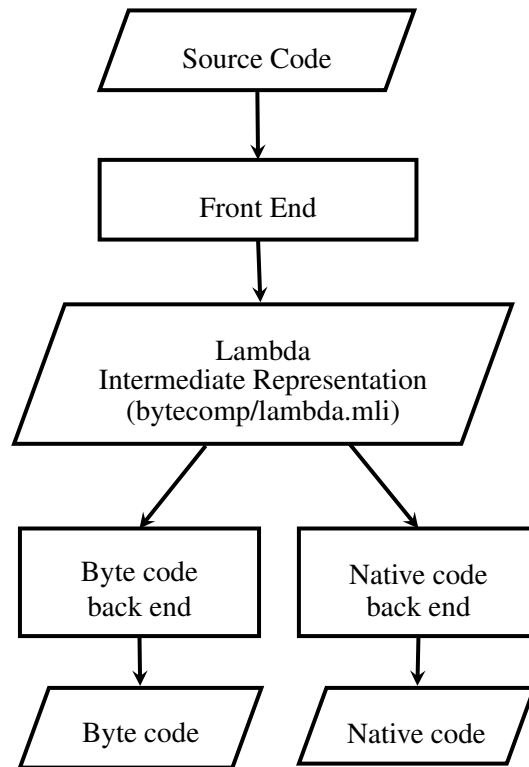 Source Code
Front End
Lambda
Intermediate Representation
(bytecomp/lambda.mli)
Byte code
back end
Native code
back end
Byte code
Native code